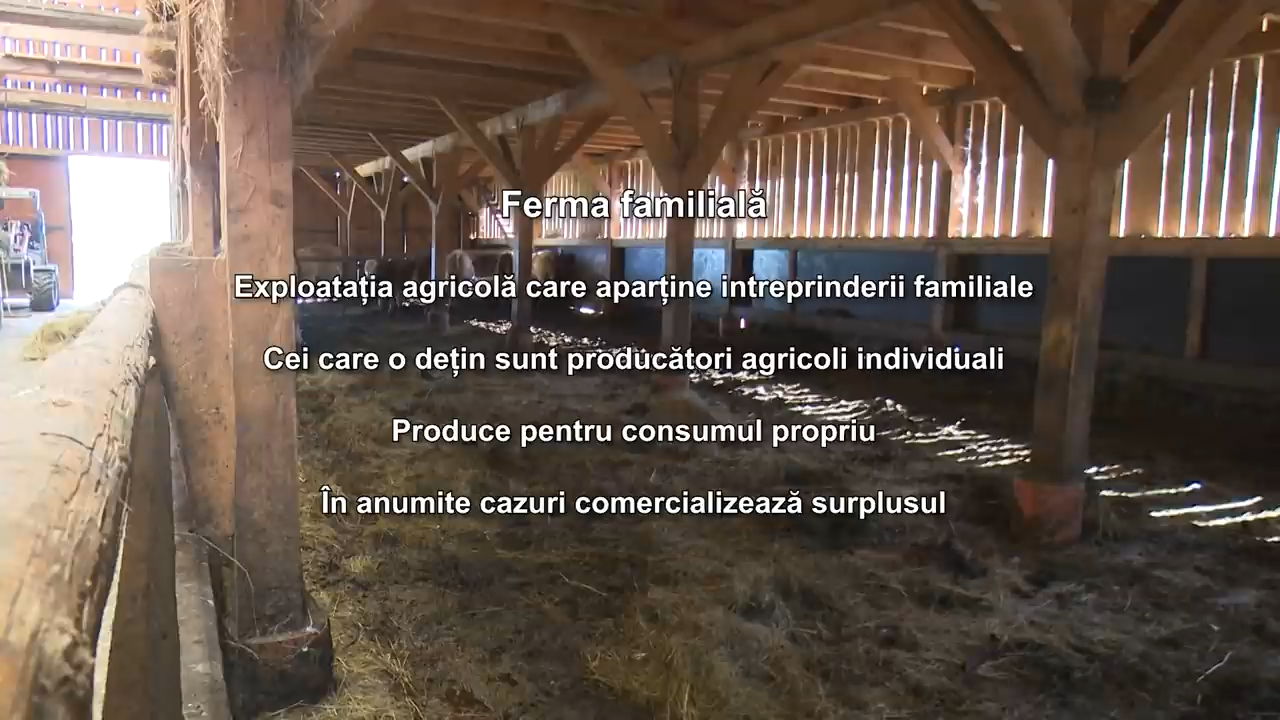 Ferma familială
Exploatația agricolă care aparține intreprinderii familiale
Cei care o dețin sunt producători agricoli individuali
Produce pentru consumul propriu
În anumite cazuri comercializează surplusul